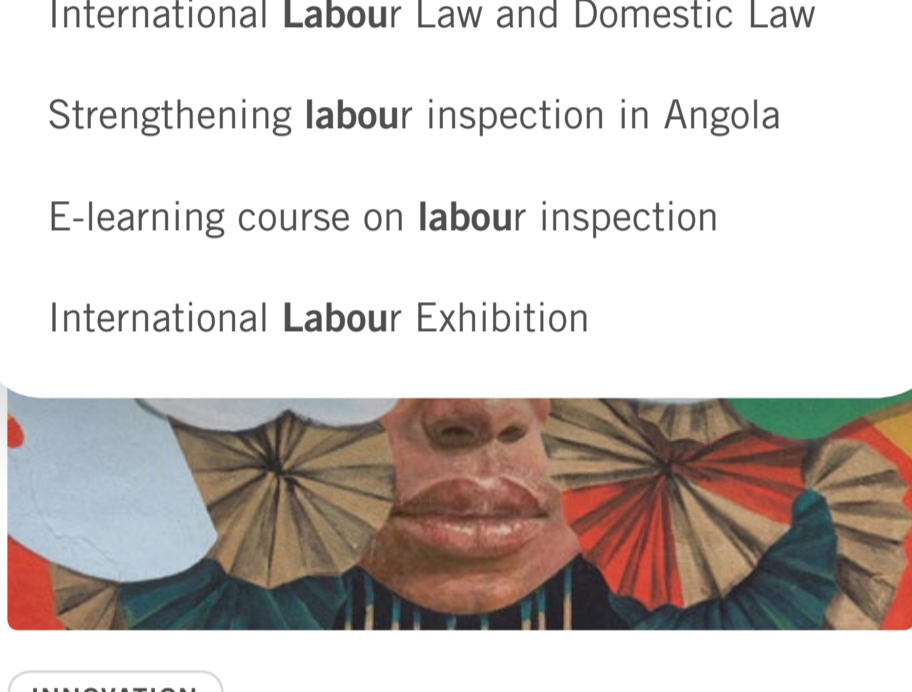 International Labour Law and Domestic Law
Strengthening labour inspection in Angola
E-learning course on labour inspection
International Labour Exhibition
INNOVATION